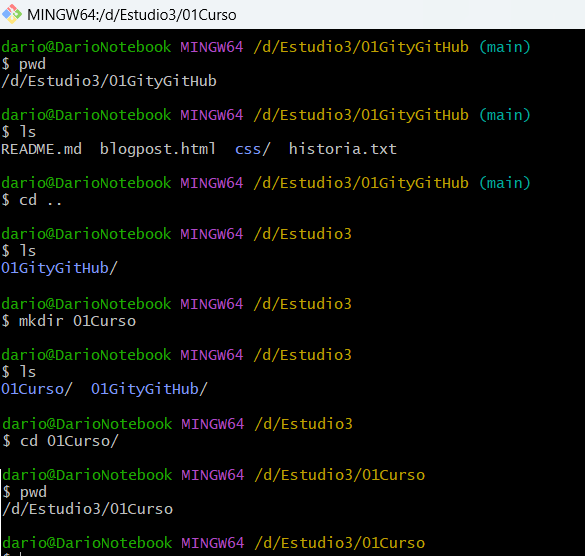 MINGW64:/d/Estudio3/01Curso
dario@DarioNotebook MINGW64 /d/Estudio3/01GityGitHub (main)
$ pwd
/d/Estudio3/01GityGitHub
dario@DarioNotebook MINGW64 /d/Estudio3/01GityGitHub (main)
$ ls
README.md  blogpost.html  css/  historia.txt
dario@DarioNotebook MINGW64 /d/Estudio3/01GityGitHub (main)
$ cd ..
dario@DarioNotebook MINGW64 /d/Estudio3
$ ls
01GityGitHub/
dario@DarioNotebook MINGW64 /d/Estudio3
$ mkdir 01Curso
dario@DarioNotebook MINGW64 /d/Estudio3
$ ls
01Curso/  01GityGitHub/
dario@DarioNotebook MINGW64 /d/Estudio3
$ cd 01Curso/
dario@DarioNotebook MINGW64 /d/Estudio3/01Curso
$ pwd
/d/Estudio3/01Curso
dario@DarioNotebook MINGW64 /d/Estudio3/01Curso